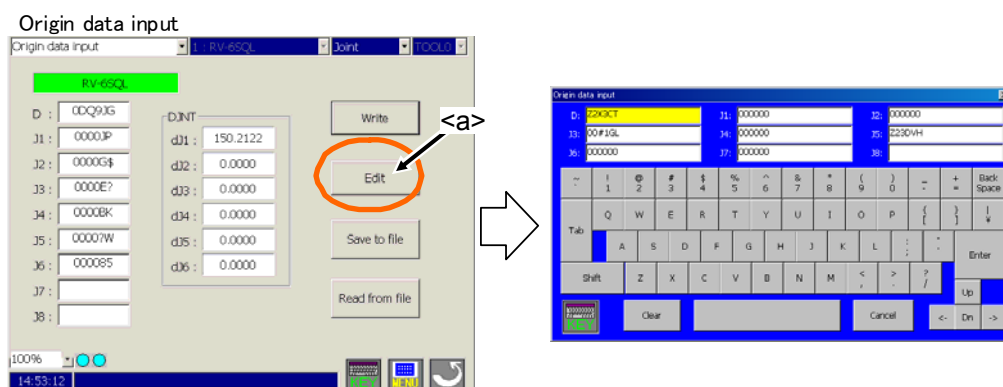 Origin data input
Origin data input 1 : RV-6SQL Joint TOOL0
RV-6SQL
D : 0DQ9JG
J1 : 0000JP
J2 : 0000G$
J3 : 0000E?
J4 : 0000BK
J5 : 0000?W
J6 : 000085
J7 :
J8 :
DJNT
dJ1 : 150.2122
dJ2 : 0.0000
dJ3 : 0.0000
dJ4 : 0.0000
dJ5 : 0.0000
dJ6 : 0.0000
Write
<a>
Edit
Save to file
Read from file
100%
14:53:12
KEY MENU
Origin data input
D: Z2X3CT J1: 000000 J2: 000000
J3: 00#1GL J4: 000000 J5: Z23DVH
J6: 000000 J7: 000000 J8:
~ ! @ # $ % ^ & * ( ) _ + Back
` 1 2 3 4 5 6 7 8 9 0 - = Space
Tab Q W E R T Y U I O P { [ } ] | ¥
A S D F G H J K L : ; " ' Enter
Shift Z X C V B N M < , > . ? / Up
KEY Clear Cancel <- Dn ->